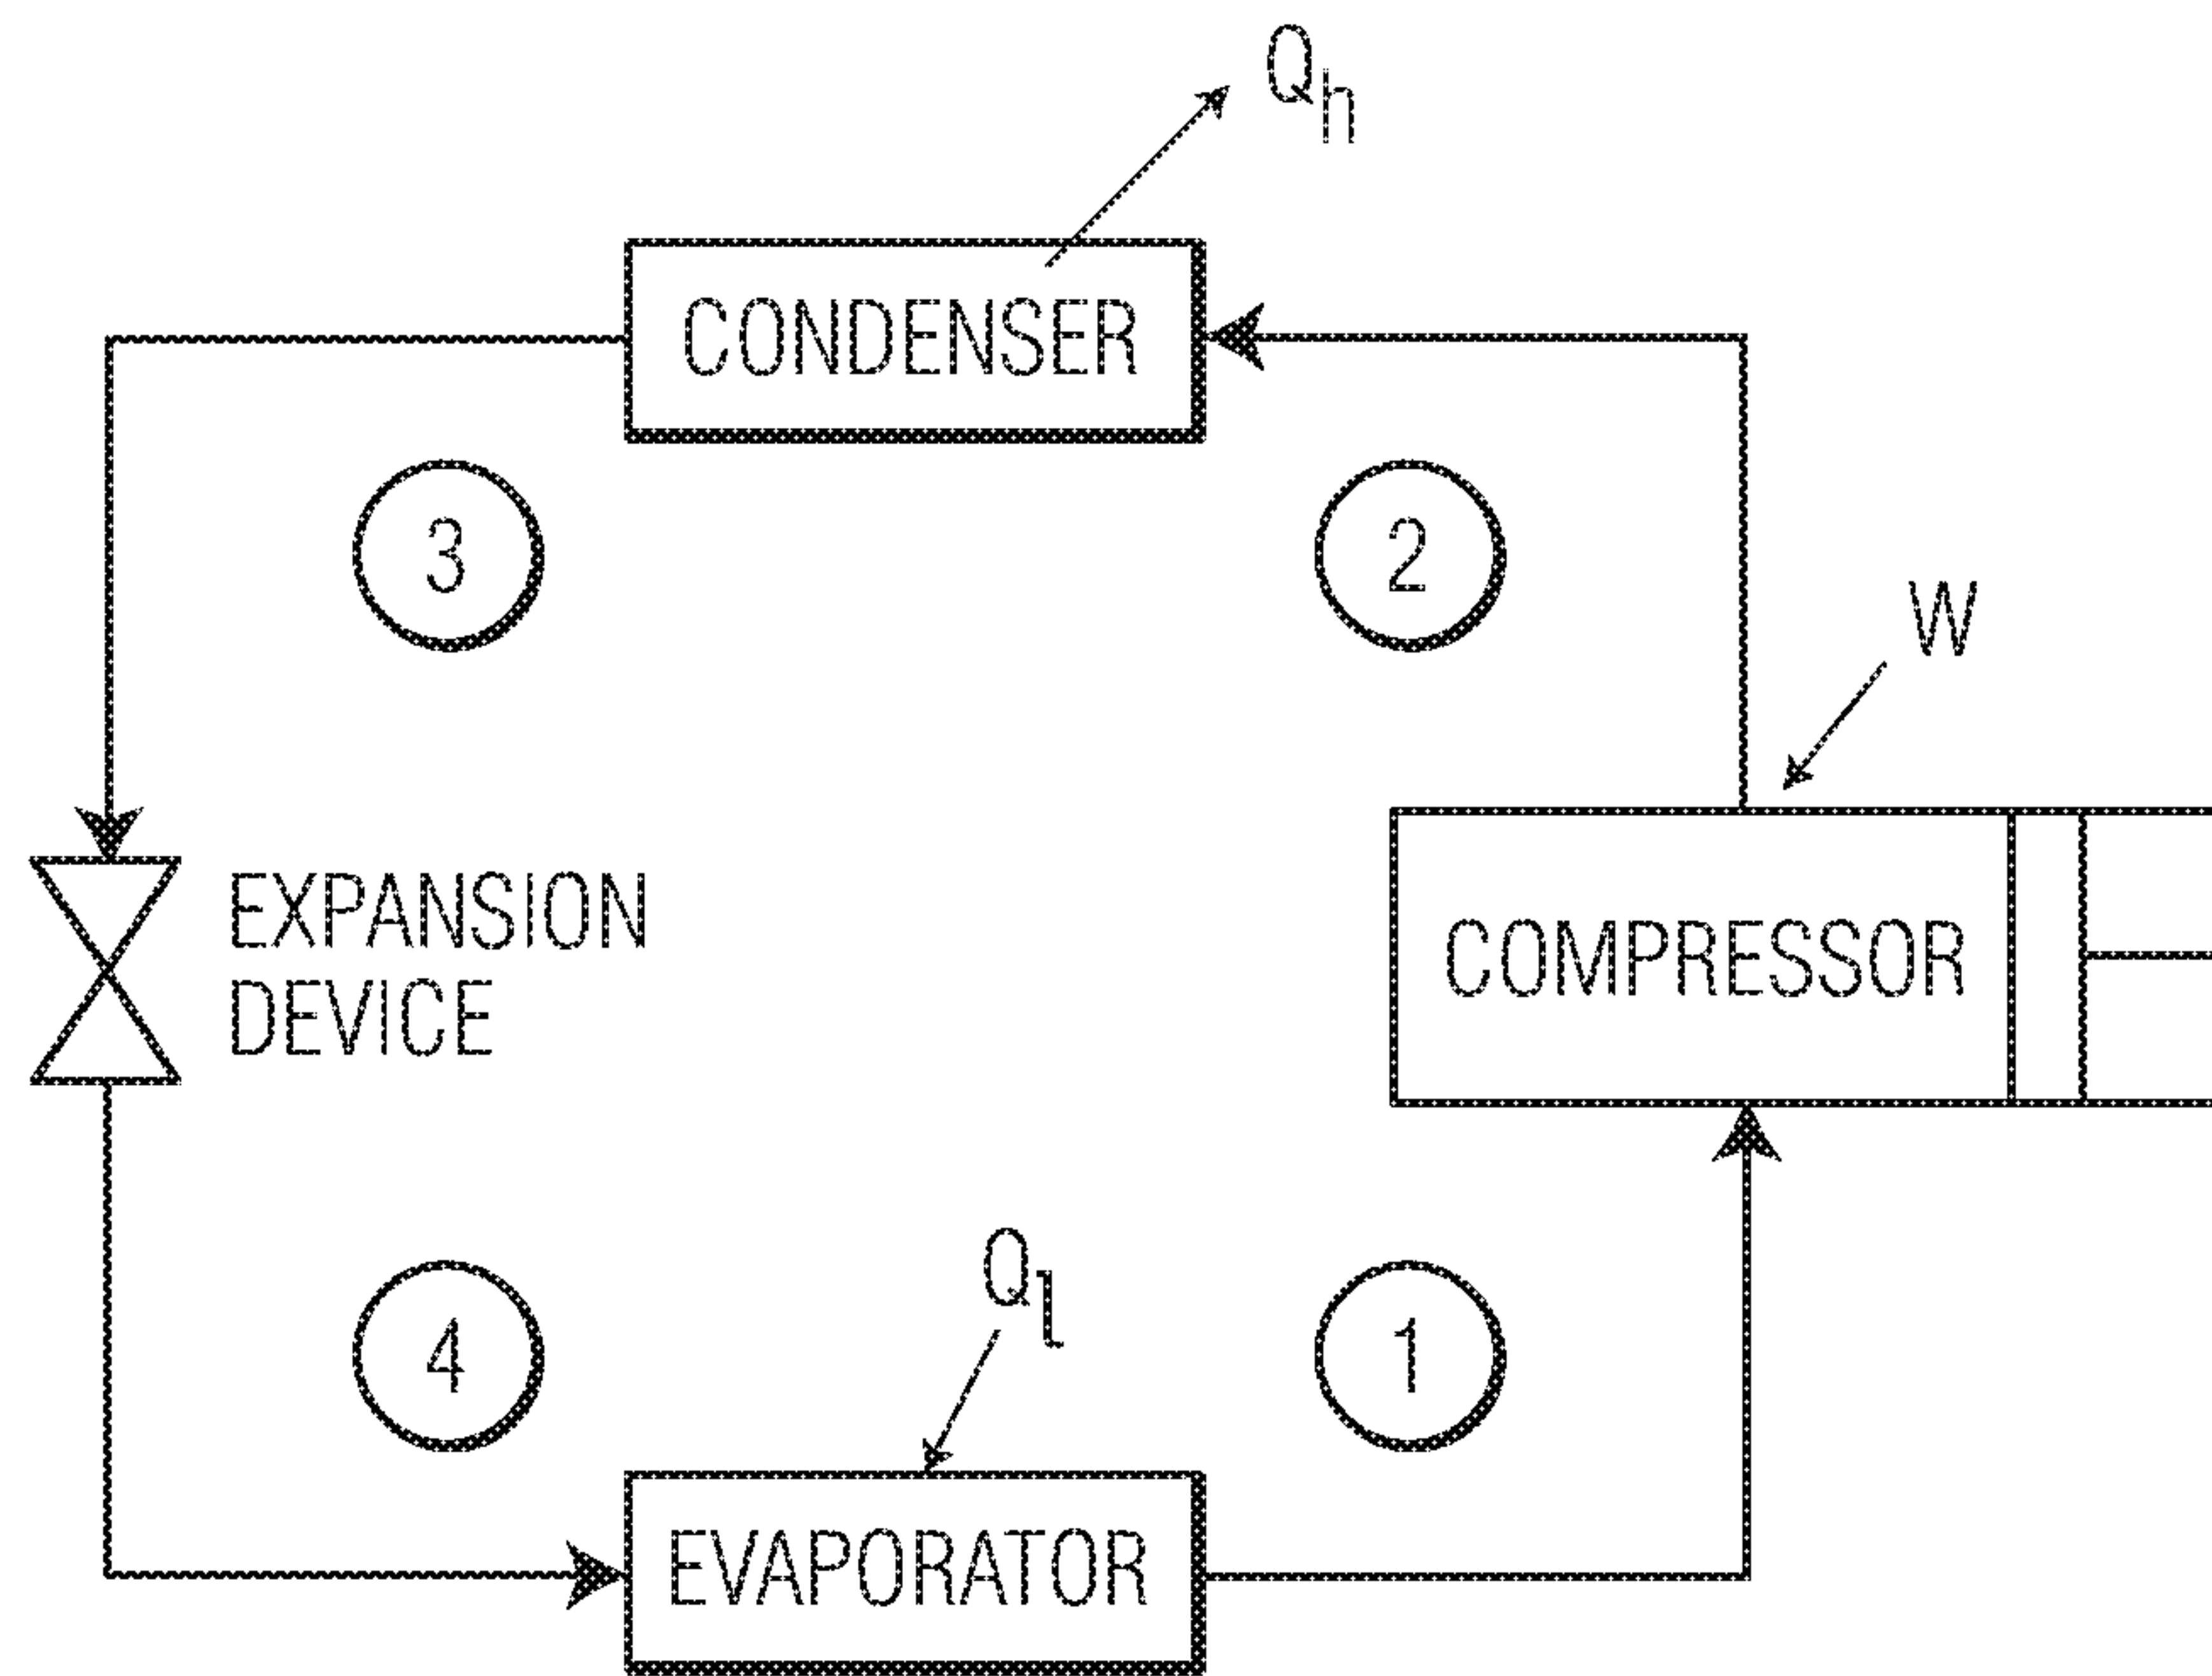 Qh
CONDENSER
3
2
W
EXPANSION
DEVICE
COMPRESSOR
4
Ql
1
EVAPORATOR